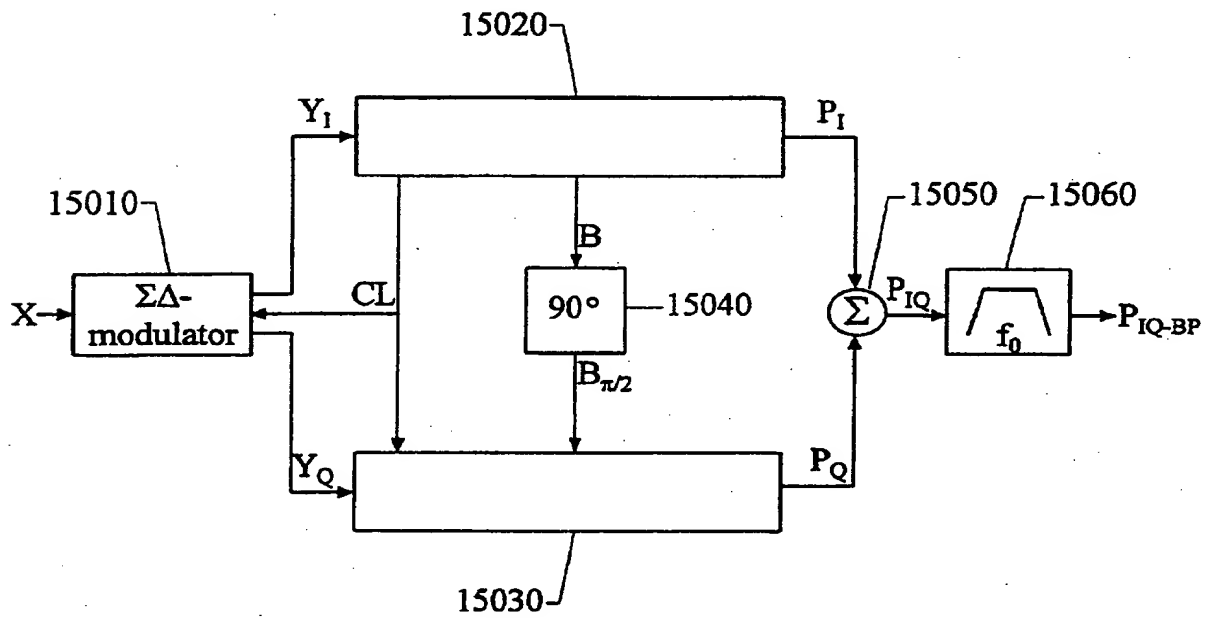 15020
Y_I
P_I
15010
15050
15060
B
X
ΣΔ-
modulator
CL
90°
15040
Σ
P_IQ
f_0
P_IQ-BP
B_π/2
Y_Q
P_Q
15030